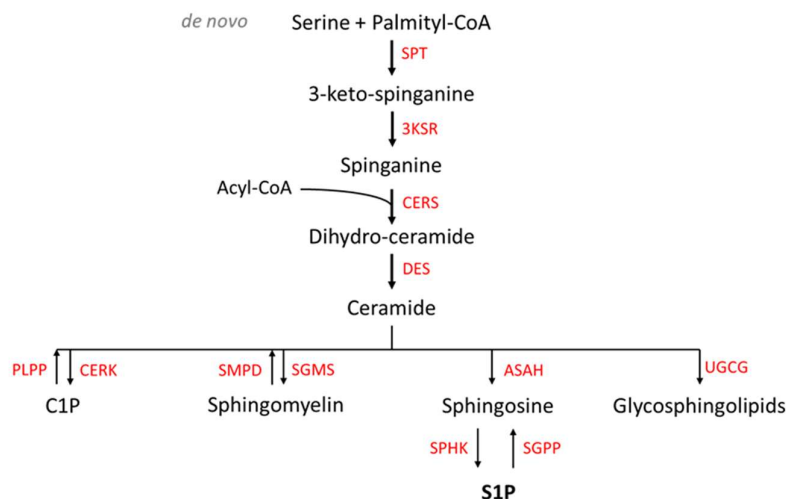 de novo
Serine + Palmityl-CoA
SPT
3-keto-spinganine
3KSR
Spinganine
Acyl-CoA
CERS
Dihydro-ceramide
DES
Ceramide
PLPP CERK SMPD SGMS ASAH UGCG
C1P Sphingomyelin Sphingosine Glycosphingolipids
SPHK SGPP
S1P